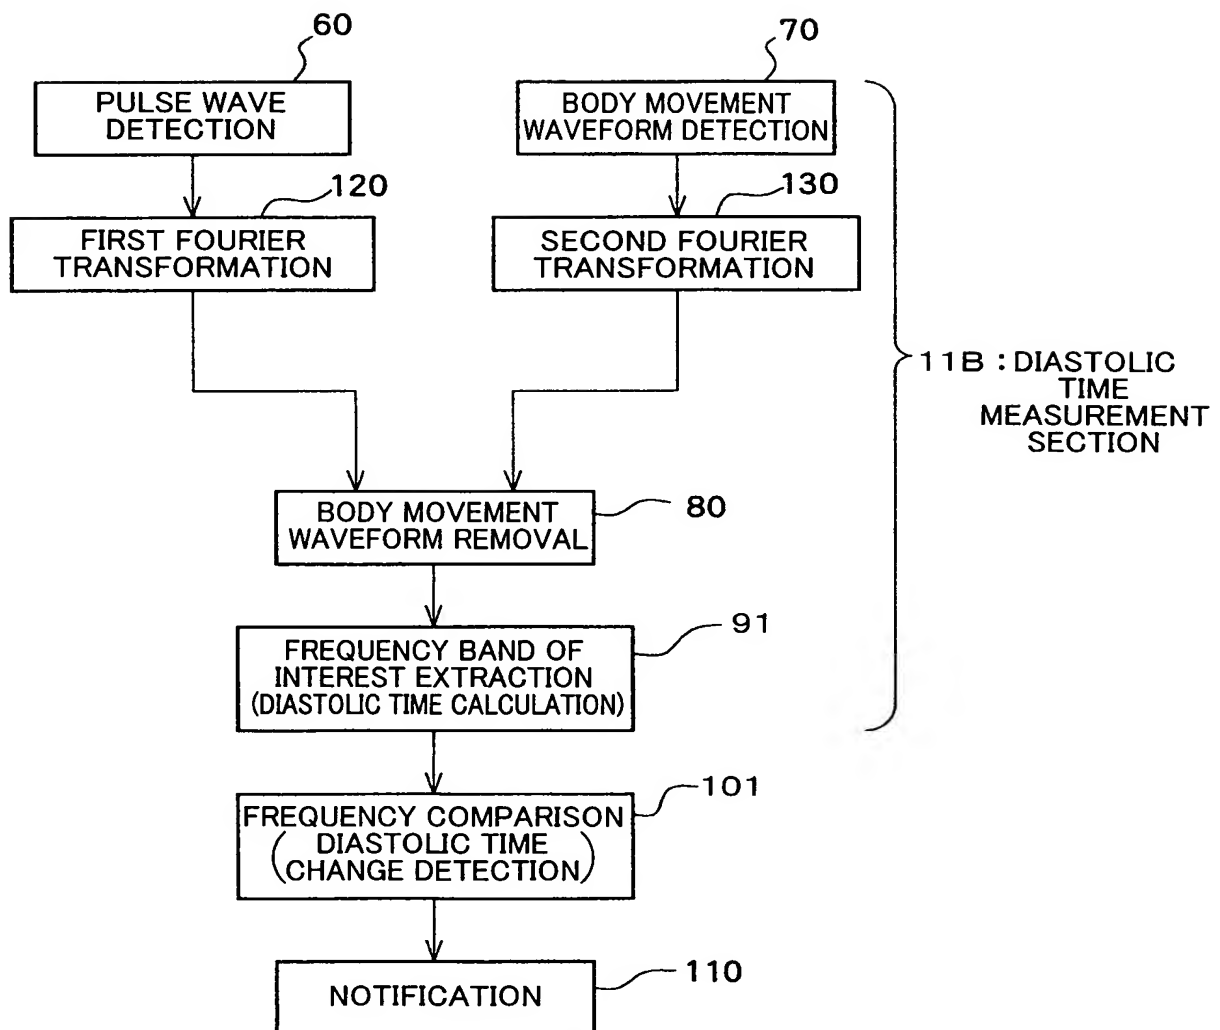 60
PULSE WAVE
DETECTION
70
BODY MOVEMENT
WAVEFORM DETECTION
120
FIRST FOURIER
TRANSFORMATION
130
SECOND FOURIER
TRANSFORMATION
11B : DIASTOLIC
TIME
MEASUREMENT
SECTION
BODY MOVEMENT
WAVEFORM REMOVAL
80
91
FREQUENCY BAND OF
INTEREST EXTRACTION
(DIASTOLIC TIME CALCULATION)
101
FREQUENCY COMPARISON
(DIASTOLIC TIME
CHANGE DETECTION)
110
NOTIFICATION